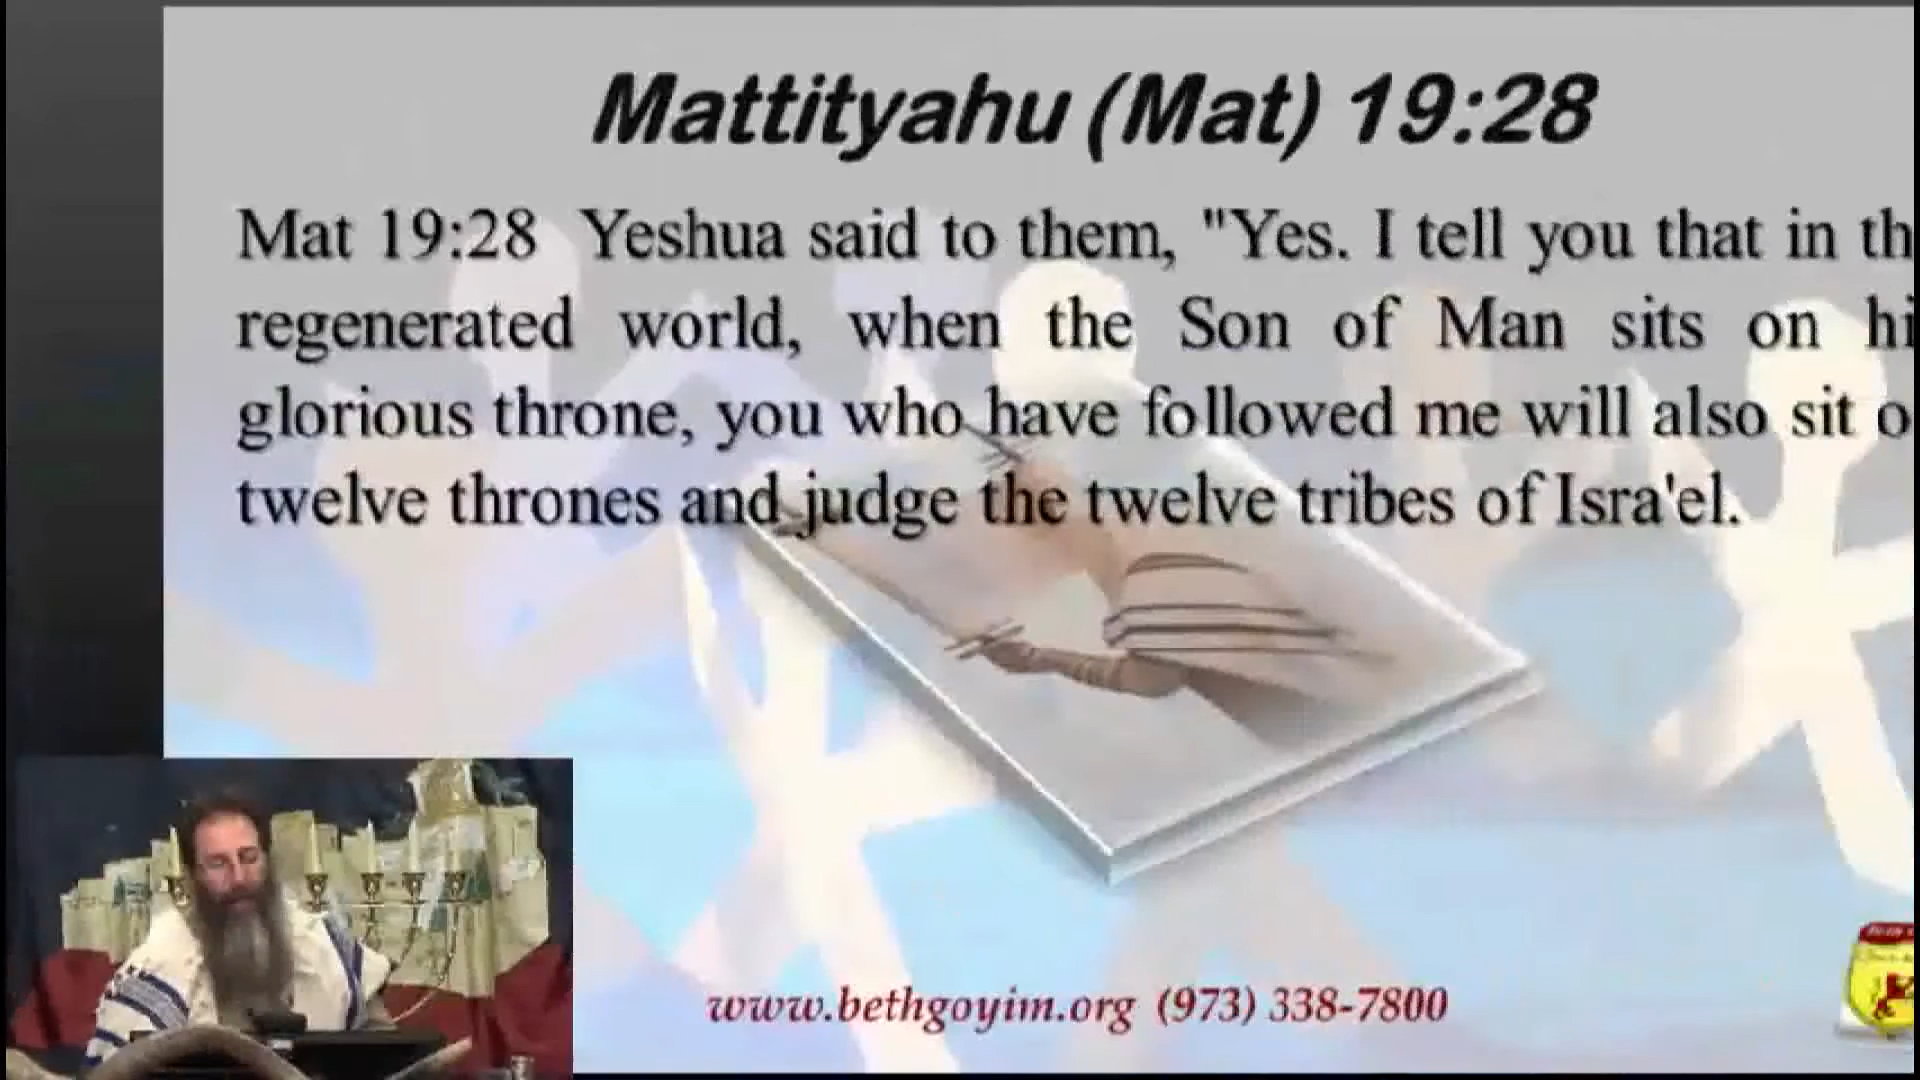 Mattityahu (Mat) 19:28
Mat 19:28 Yeshua said to them, "Yes. I tell you that in th
regenerated world, when the Son of Man sits on hi
glorious throne, you who have followed me will also sit o
twelve thrones and judge the twelve tribes of Isra'el.
www.bethgoyim.org (973) 338-7800